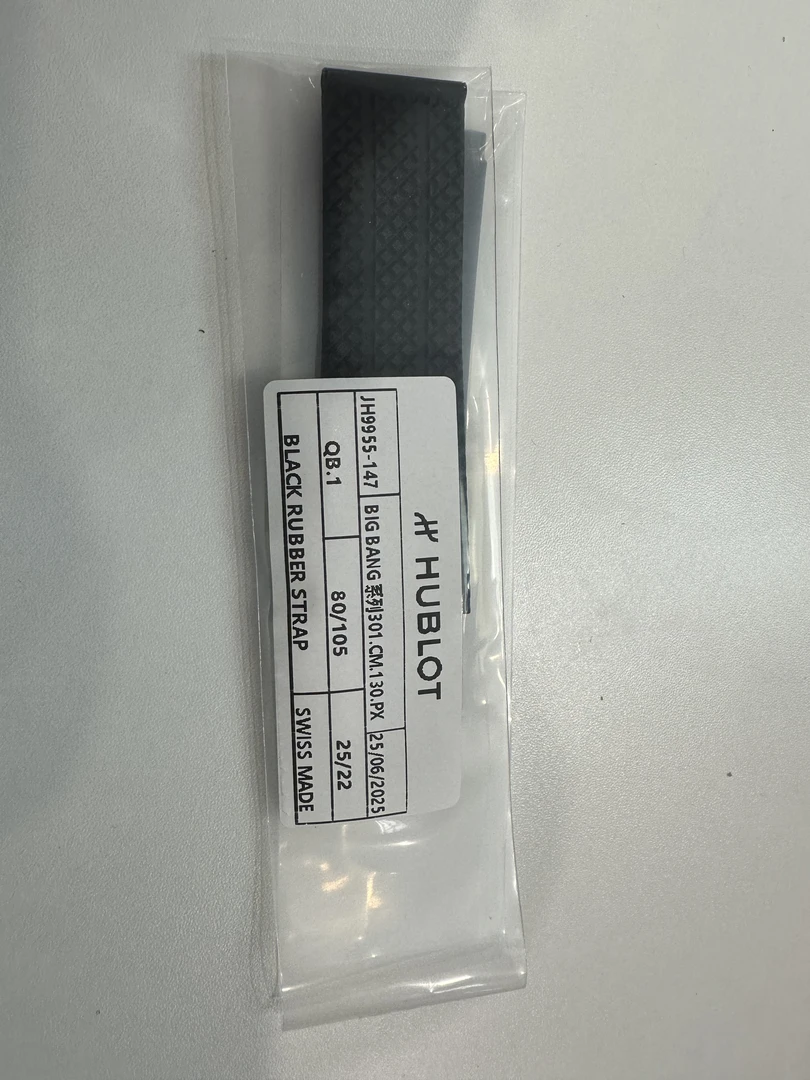 HUBLOT
JH9955-147 BIG BANG 系列301.CM.130.PX 25/06/2025
QB.1 80/105 25/22
BLACK RUBBER STRAP SWISS MADE